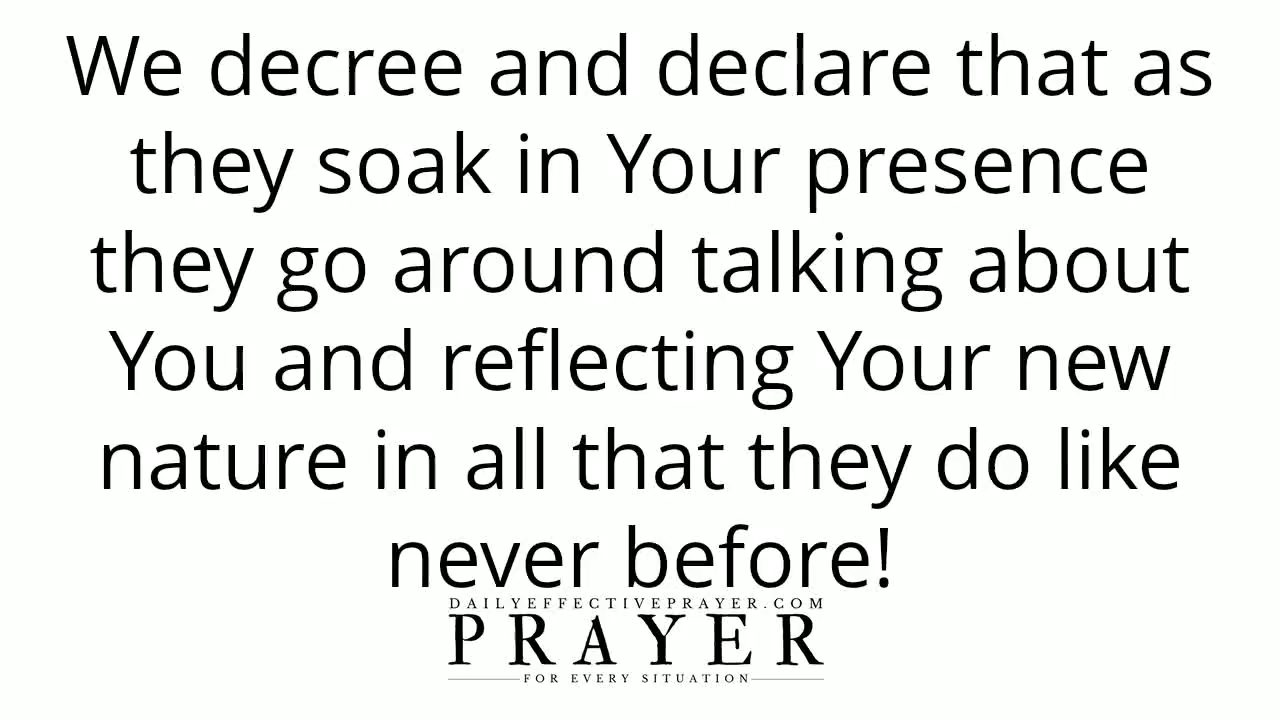 We decree and declare that as
they soak in Your presence
they go around talking about
You and reflecting Your new
nature in all that they do like
never before!
DAILYEFFECTIVEPRAYER.COM
PRAYER
FOR EVERY SITUATION